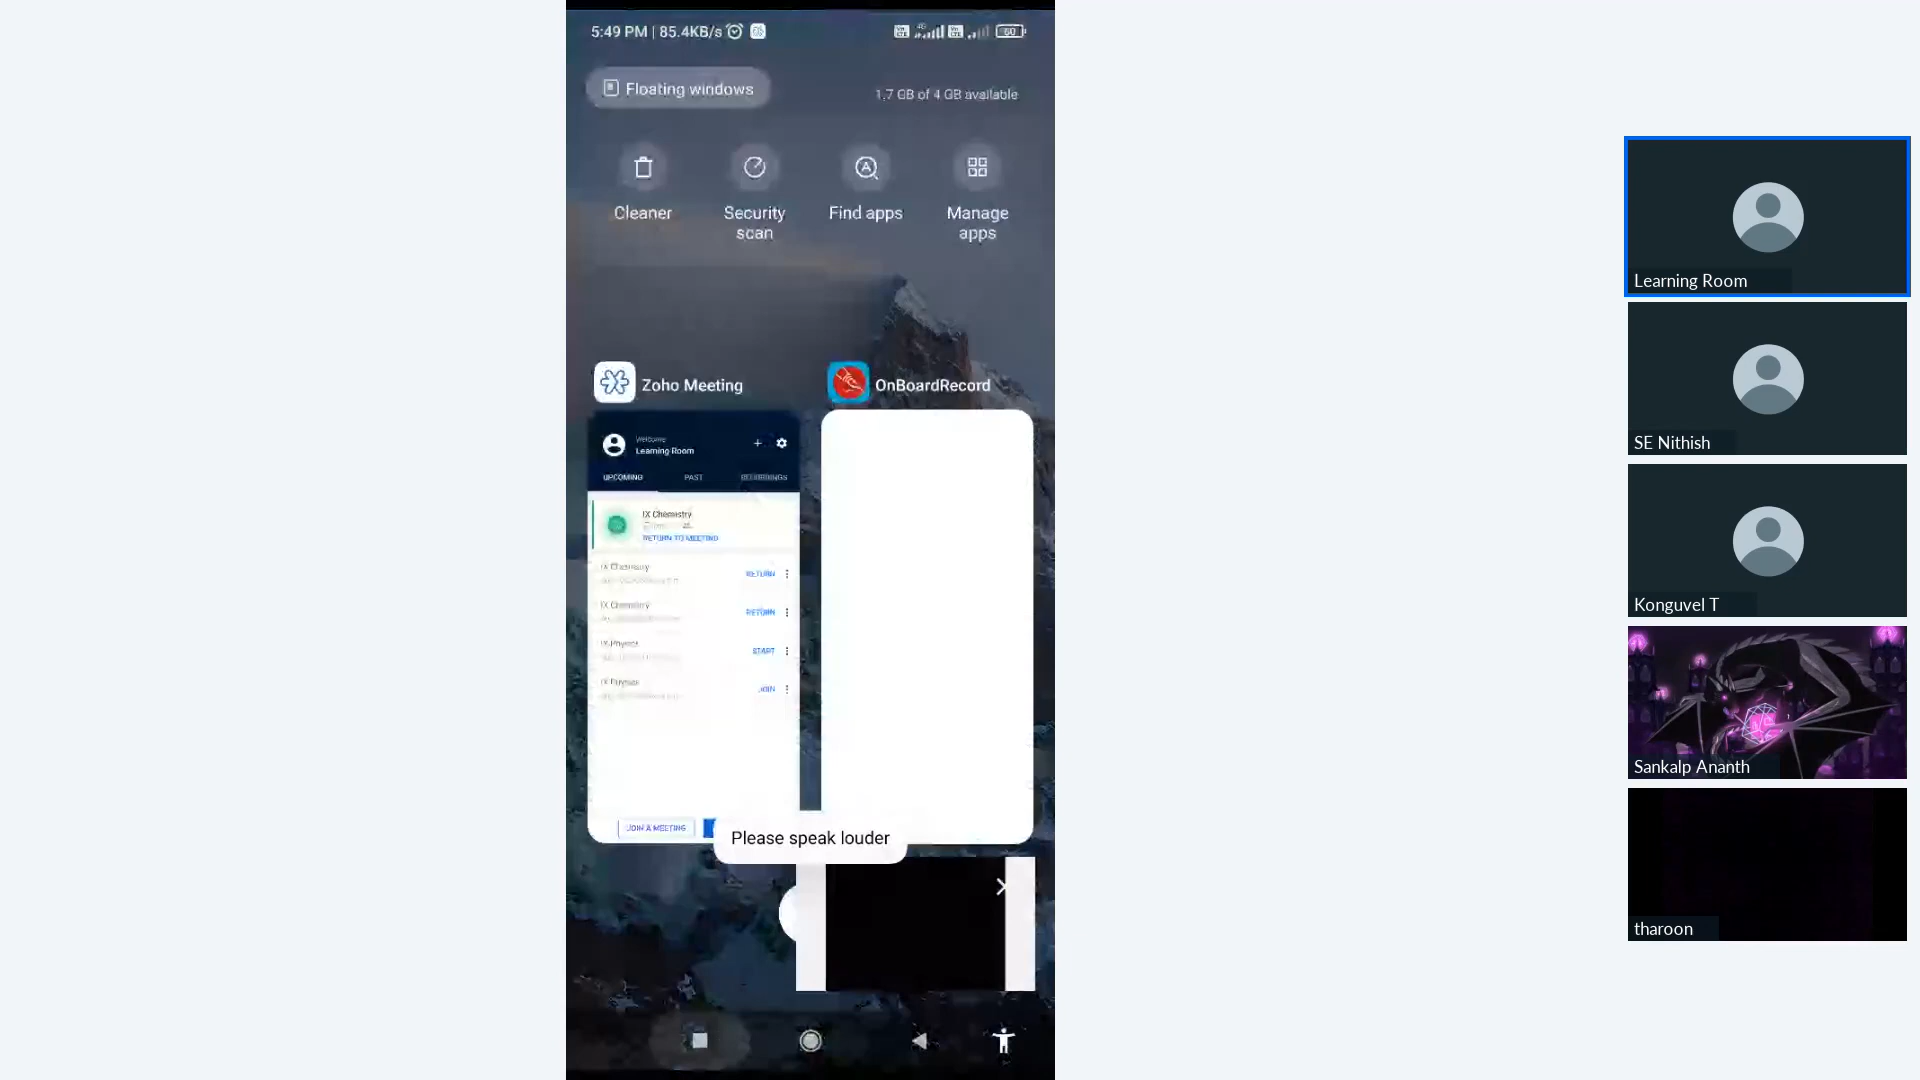 5:49 PM | 85.4KB/s
60
Floating windows
1.7 GB of 4 GB available
Cleaner
Security scan
Find apps
Manage apps
Zoho Meeting
OnBoardRecord
Welcome
Learning Room
UPCOMING
PAST
RECORDINGS
IX Chemistry
RETURN TO MEETING
IX Chemistry
RETURN
IX Chemistry
RETURN
IX Physics
START
IX Physics
JOIN
JOIN A MEETING
Please speak louder
Learning Room
SE Nithish
Konguvel T
Sankalp Ananth
tharoon